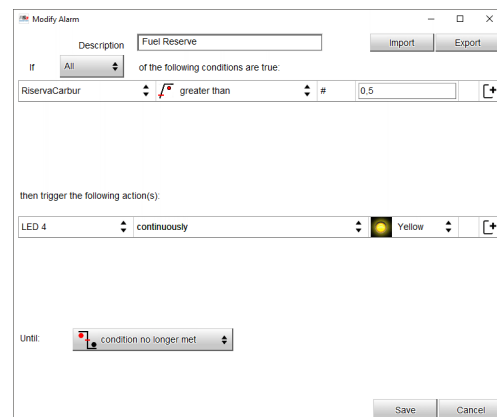 Modify Alarm
Description Fuel Reserve Import Export
If All of the following conditions are true:
RiservaCarbur greater than # 0,5
then trigger the following action(s):
LED 4 continuously Yellow
Until: condition no longer met
Save Cancel